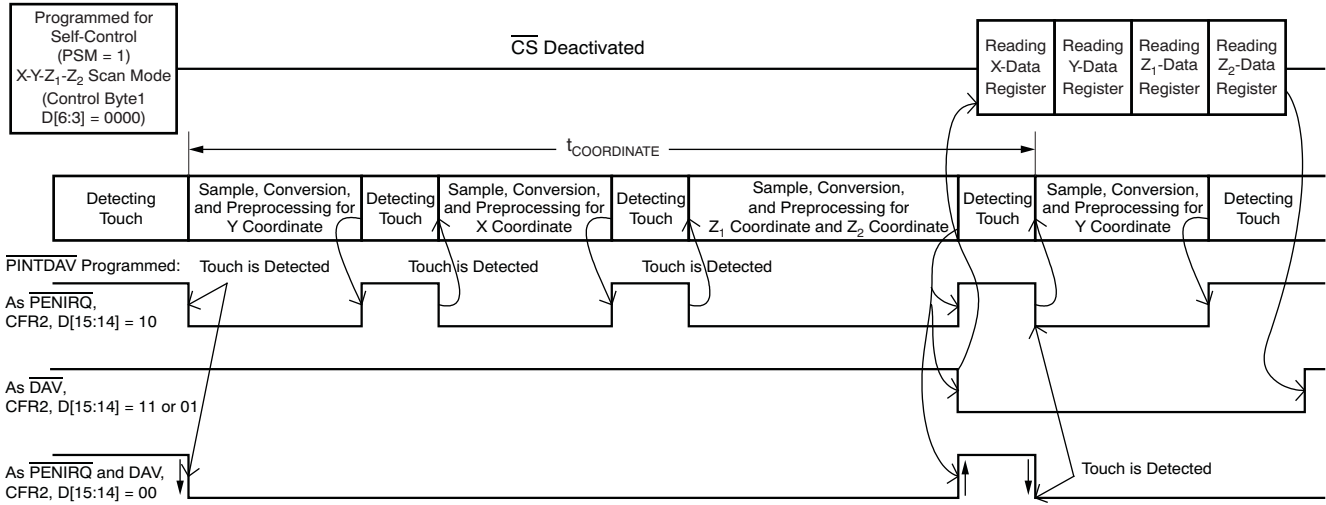 Programmed for
Self-Control
(PSM = 1)
X-Y-Z1-Z2 Scan Mode
(Control Byte1
D[6:3] = 0000)
CS Deactivated
Reading
X-Data
Register
Reading
Y-Data
Register
Reading
Z1-Data
Register
Reading
Z2-Data
Register
tCOORDINATE
Detecting
Touch
Sample, Conversion,
and Preprocessing for
Y Coordinate
Detecting
Touch
Sample, Conversion,
and Preprocessing for
X Coordinate
Detecting
Touch
Sample, Conversion,
and Preprocessing for
Z1 Coordinate and Z2 Coordinate
Detecting
Touch
Sample, Conversion,
and Preprocessing for
Y Coordinate
Detecting
Touch
PINTDAV Programmed:
Touch is Detected
Touch is Detected
Touch is Detected
As PENIRQ,
CFR2, D[15:14] = 10
As DAV,
CFR2, D[15:14] = 11 or 01
As PENIRQ and DAV,
CFR2, D[15:14] = 00
Touch is Detected